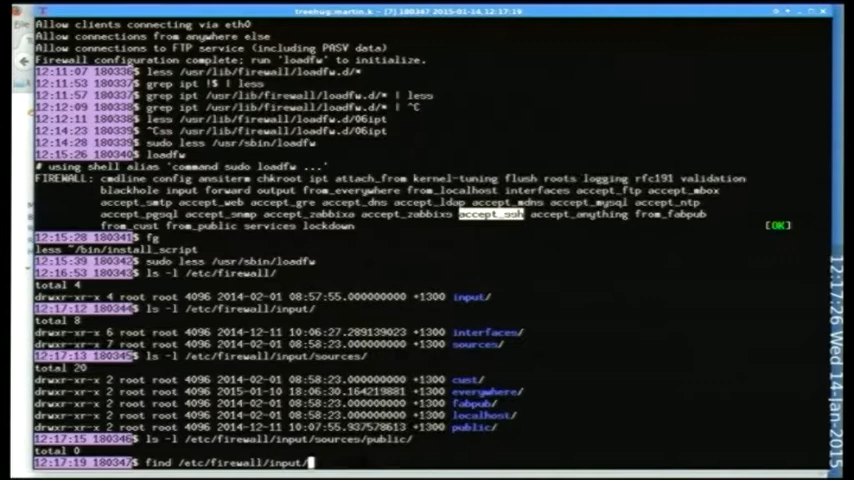 treehug:martin.k - [7] 180347 2015-01-14,12:17:19
Allow clients connecting via eth0
Allow connections from anywhere else
Allow connections to FTP service (including PASV data)
Firewall configuration complete; run 'loadfw' to initialize.
12:11:07 180336$ less /usr/lib/firewall/loadfw.d/*
12:11:53 180337$ grep ipt !$ | less
12:11:57 180337$ grep ipt /usr/lib/firewall/loadfw.d/* | less
12:12:09 180338$ grep ipt /usr/lib/firewall/loadfw.d/* | ^C
12:12:11 180338$ less /usr/lib/firewall/loadfw.d/06ipt
12:14:23 180339$ ^Css /usr/lib/firewall/loadfw.d/06ipt
12:14:28 180339$ sudo less /usr/sbin/loadfw
12:15:26 180340$ loadfw
# using shell alias 'command sudo loadfw ...'
FIREWALL: cmdline config ansiterm chkroot ipt attach_from kernel-tuning flush roots logging rfc191 validation
blackhole input forward output from_everywhere from_localhost interfaces accept_ftp accept_mbox
accept_smtp accept_web accept_gre accept_dns accept_ldap accept_mdns accept_mysql accept_ntp
accept_pgsql accept_snmp accept_zabbixa accept_zabbixs accept_ssh accept_anything from_fabpub
from_cust from_public services lockdown [OK]
12:15:28 180341$ fg
less ~/bin/install_script
12:15:39 180342$ sudo less /usr/sbin/loadfw
12:16:53 180343$ ls -l /etc/firewall/
total 4
drwxr-xr-x 4 root root 4096 2014-02-01 08:57:55.000000000 +1300 input/
12:17:12 180344$ ls -l /etc/firewall/input/
total 8
drwxr-xr-x 6 root root 4096 2014-12-11 10:06:27.289139023 +1300 interfaces/
drwxr-xr-x 7 root root 4096 2014-02-01 08:58:23.000000000 +1300 sources/
12:17:13 180345$ ls -l /etc/firewall/input/sources/
total 20
drwxr-xr-x 2 root root 4096 2014-02-01 08:58:23.000000000 +1300 cust/
drwxr-xr-x 2 root root 4096 2015-01-10 18:06:30.164219881 +1300 everywhere/
drwxr-xr-x 2 root root 4096 2014-02-01 08:58:23.000000000 +1300 fabpub/
drwxr-xr-x 2 root root 4096 2014-02-01 08:58:23.000000000 +1300 localhost/
drwxr-xr-x 2 root root 4096 2014-12-11 10:07:55.937578613 +1300 public/
12:17:15 180346$ ls -l /etc/firewall/input/sources/public/
total 0
12:17:19 180347$ find /etc/firewall/input/
12:17:26 Wed 14-Jan-2015